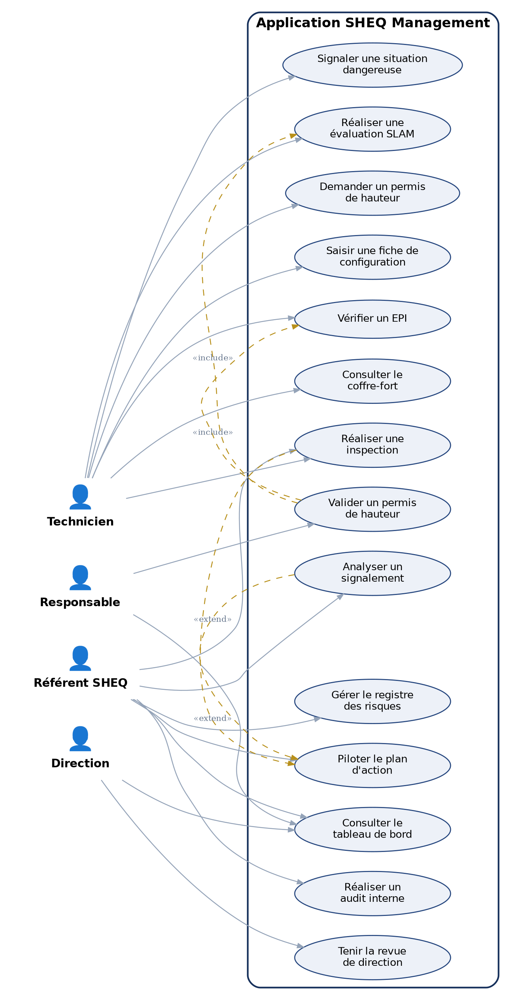 Application SHEQ Management
Signaler une situation
dangereuse
Réaliser une
évaluation SLAM
Demander un permis
de hauteur
Saisir une fiche de
configuration
Vérifier un EPI
«include»
Consulter le
coffre-fort
«include»
Réaliser une
inspection
Valider un permis
de hauteur
Technicien
Analyser un
signalement
Responsable
«extend»
Référent SHEQ
Gérer le registre
des risques
«extend»
Direction
Piloter le plan
d'action
Consulter le
tableau de bord
Réaliser un
audit interne
Tenir la revue
de direction